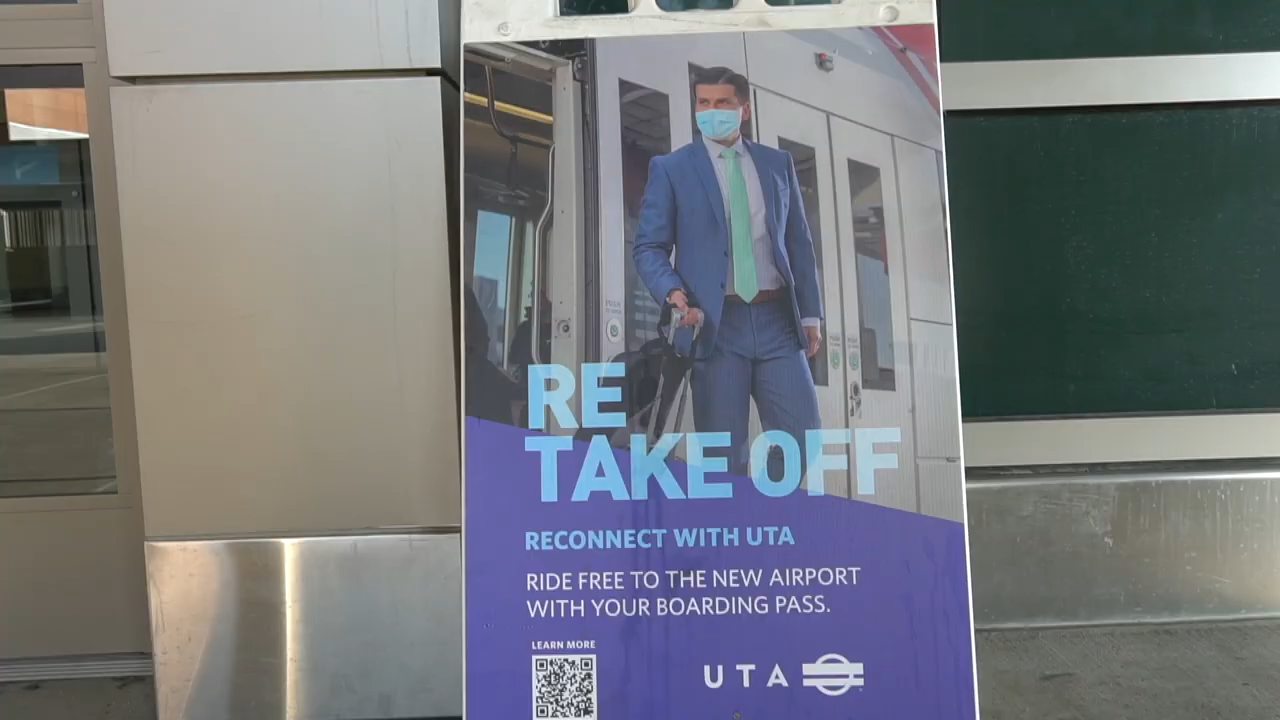 RE
TAKE OFF
RECONNECT WITH UTA
RIDE FREE TO THE NEW AIRPORT
WITH YOUR BOARDING PASS.
LEARN MORE
UTA